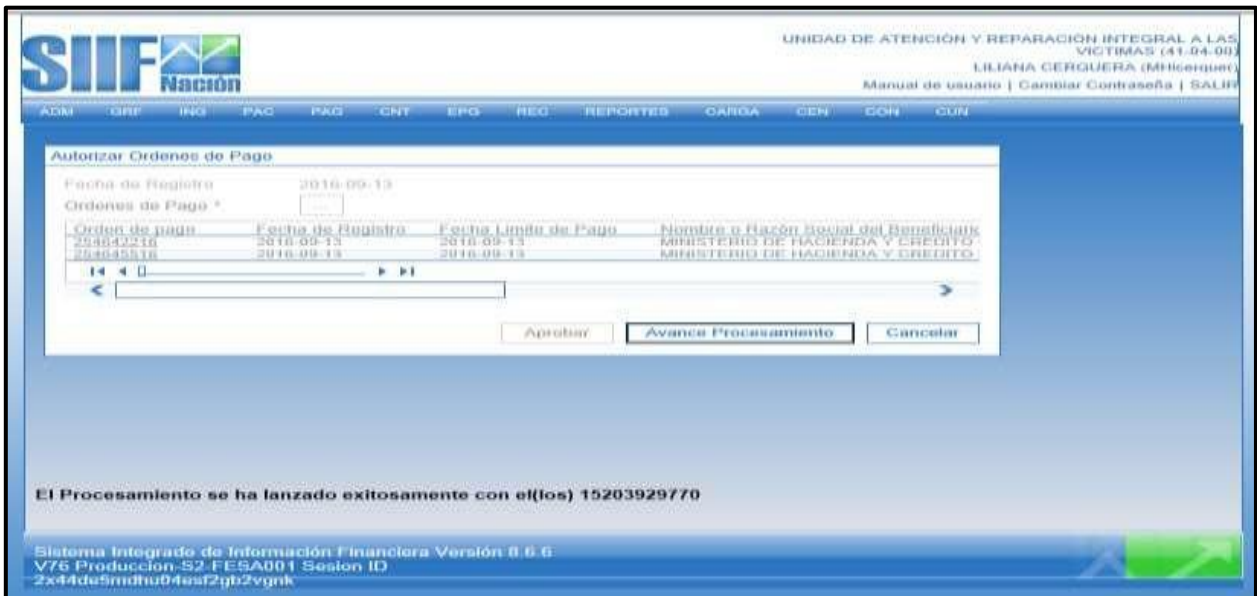 SIIF
Nación
UNIDAD DE ATENCIÓN Y REPARACIÓN INTEGRAL A LAS
VICTIMAS (41-04-00)
LILIANA CERQUERA
Manual de usuario | Cambiar Contraseña | SALIR
ADM GRP ING PAC PAG CNT EPG REC REPORTES CARGA CEN CON CUN
Autorizar Ordenes de Pago
Fecha de Registro 2016-09-13
Ordenes de Pago * ...
Orden de pago Fecha de Registro Fecha Límite de Pago Nombre o Razón Social del Beneficiario
254642216 2016-09-13 2016-09-13 MINISTERIO DE HACIENDA Y CREDITO
254645516 2016-09-13 2016-09-13 MINISTERIO DE HACIENDA Y CREDITO
Aprobar Avance Procesamiento Cancelar
El Procesamiento se ha lanzado exitosamente con el(los) 15203929770
Sistema Integrado de Información Financiera Versión 8.6.6
V76 Produccion-S2-FESA001 Sesion ID